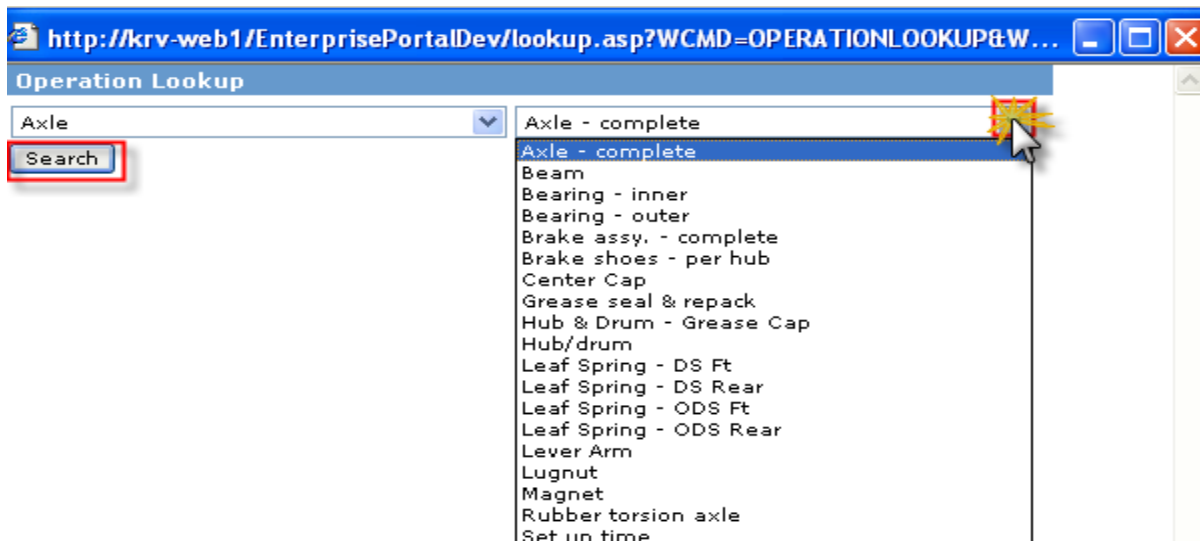 http://krv-web1/EnterprisePortalDev/lookup.asp?WCMD=OPERATIONLOOKUP&W...
Operation Lookup
Axle
Axle - complete
Search
Axle - complete
Beam
Bearing - inner
Bearing - outer
Brake assy. - complete
Brake shoes - per hub
Center Cap
Grease seal & repack
Hub & Drum - Grease Cap
Hub/drum
Leaf Spring - DS Ft
Leaf Spring - DS Rear
Leaf Spring - ODS Ft
Leaf Spring - ODS Rear
Lever Arm
Lugnut
Magnet
Rubber torsion axle
Set up time